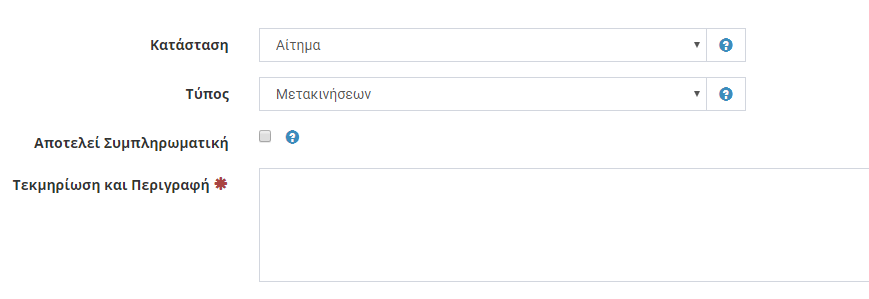 Κατάσταση Αίτημα
Τύπος Μετακινήσεων
Αποτελεί Συμπληρωματική
Τεκμηρίωση και Περιγραφή *